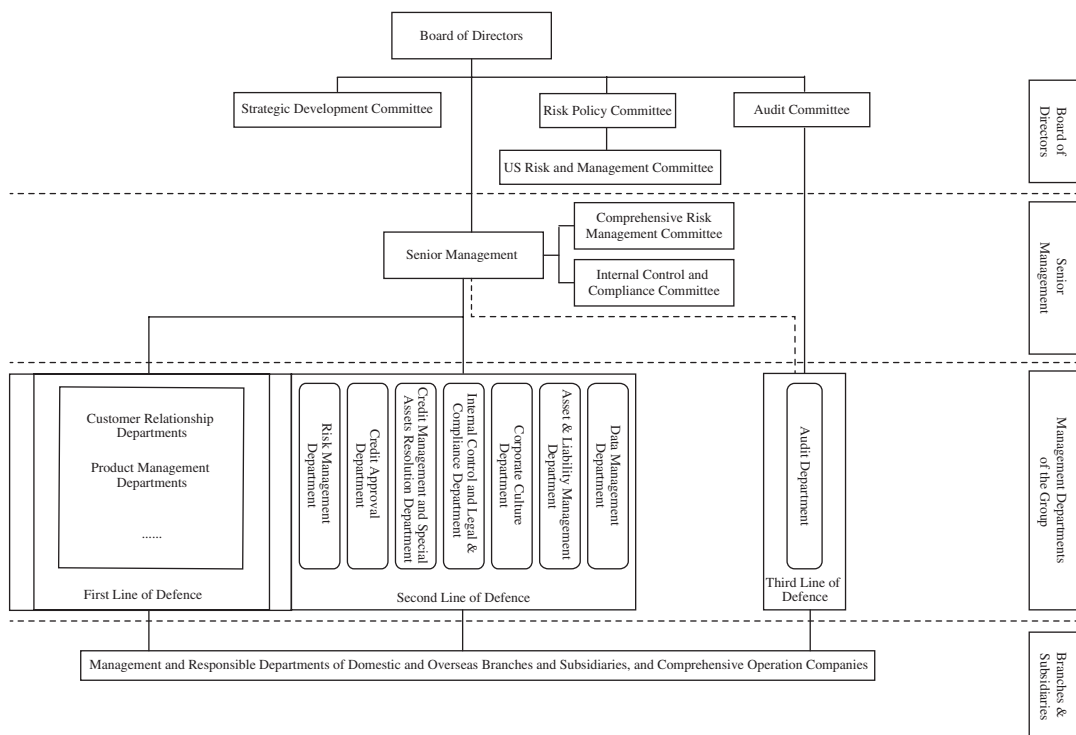 Board of Directors
Strategic Development Committee
Risk Policy Committee
Audit Committee
US Risk and Management Committee
Board of
Directors
Comprehensive Risk
Management Committee
Senior Management
Internal Control and
Compliance Committee
Senior
Management
Customer Relationship
Departments
Product Management
Departments
......
First Line of Defence
Risk Management
Department
Credit Approval
Department
Credit Management and Special
Assets Resolution Department
Internal Control and Legal &
Compliance Department
Corporate Culture
Department
Asset & Liability Management
Department
Data Management
Department
Second Line of Defence
Audit Department
Third Line of
Defence
Management Departments
of the Group
Management and Responsible Departments of Domestic and Overseas Branches and Subsidiaries, and Comprehensive Operation Companies
Branches &
Subsidiaries